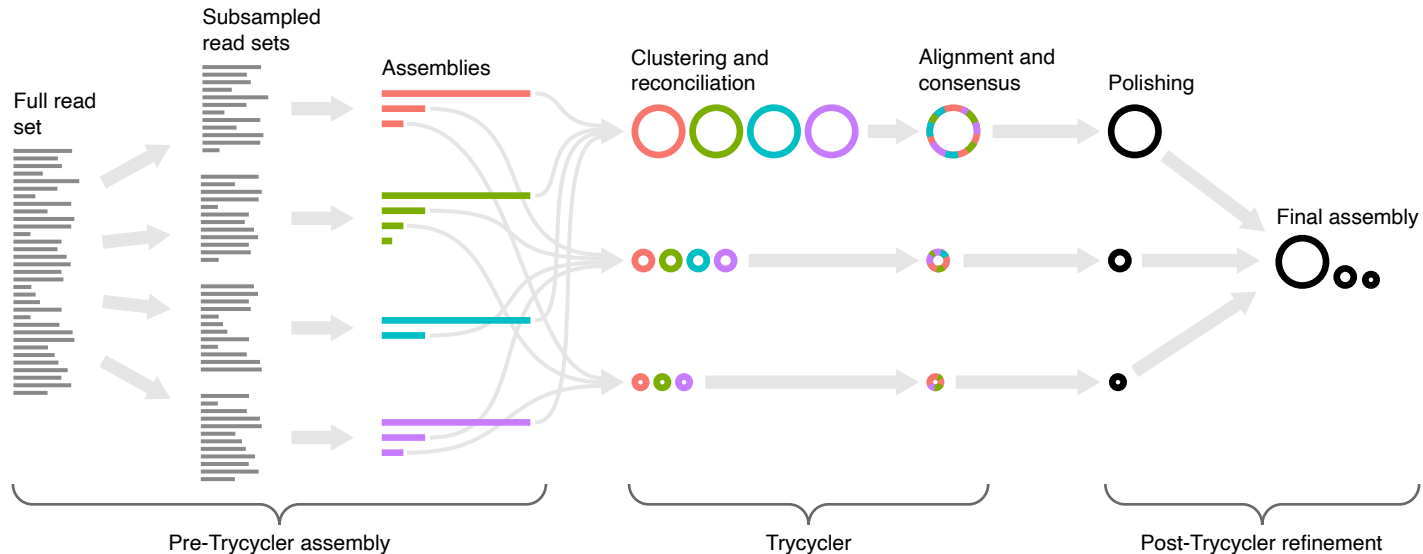 Full read
set
Subsampled
read sets
Assemblies
Clustering and
reconciliation
Alignment and
consensus
Polishing
Final assembly
Pre-Trycycler assembly
Trycycler
Post-Trycycler refinement